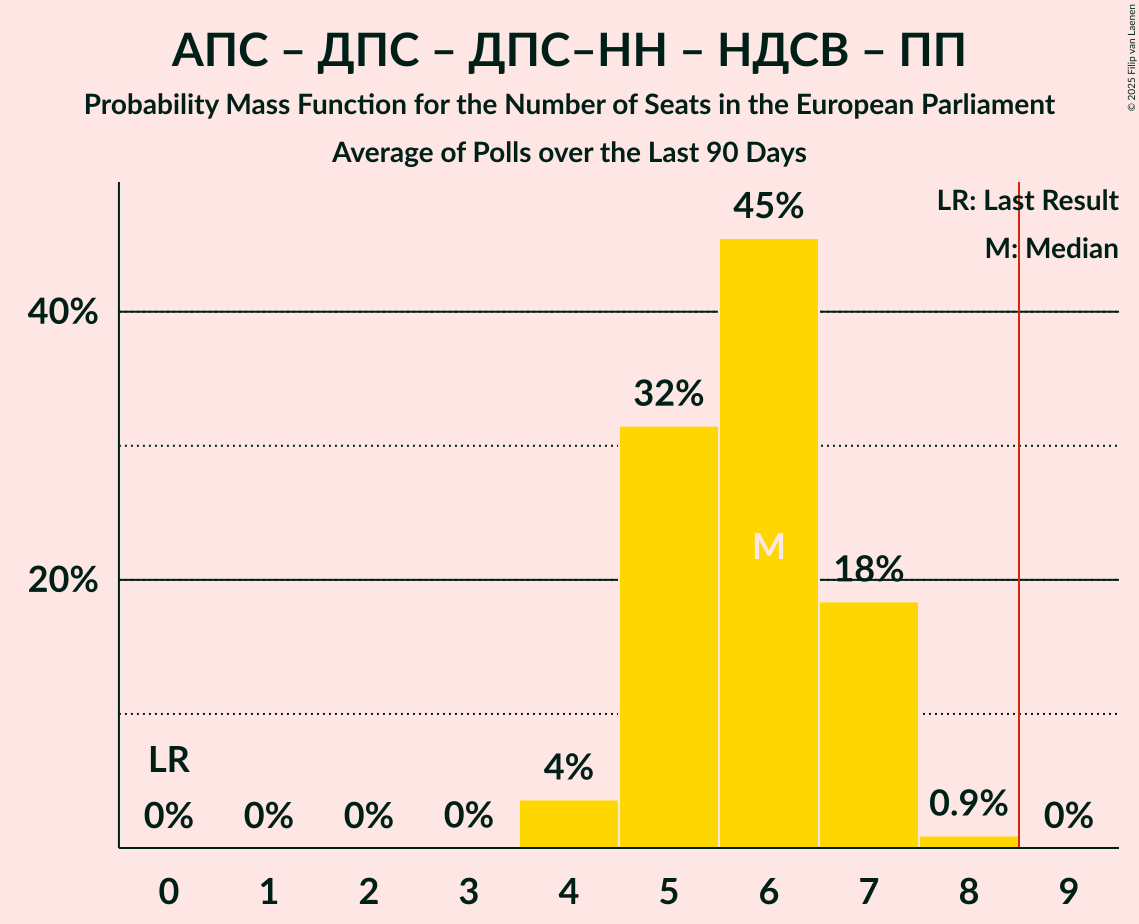 АПС – ДПС – ДПС–НН – НДСВ – ПП
Probability Mass Function for the Number of Seats in the European Parliament
Average of Polls over the Last 90 Days
© 2025 Filip van Laenen
LR: Last Result
M: Median
45%
40%
32%
M
20%
18%
LR
4%
0.9%
0% 0% 0% 0% 0%
0 1 2 3 4 5 6 7 8 9